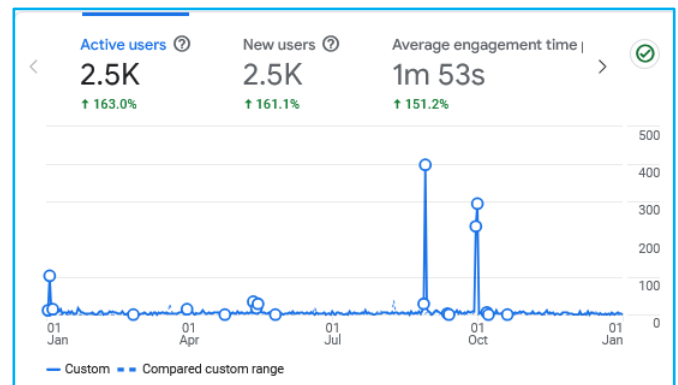 Active users New users Average engagement time
2.5K 2.5K 1m 53s
↑ 163.0% ↑ 161.1% ↑ 151.2%
500
400
300
200
100
0
01 01 01 01 01
Jan Apr Jul Oct Jan
Custom Compared custom range